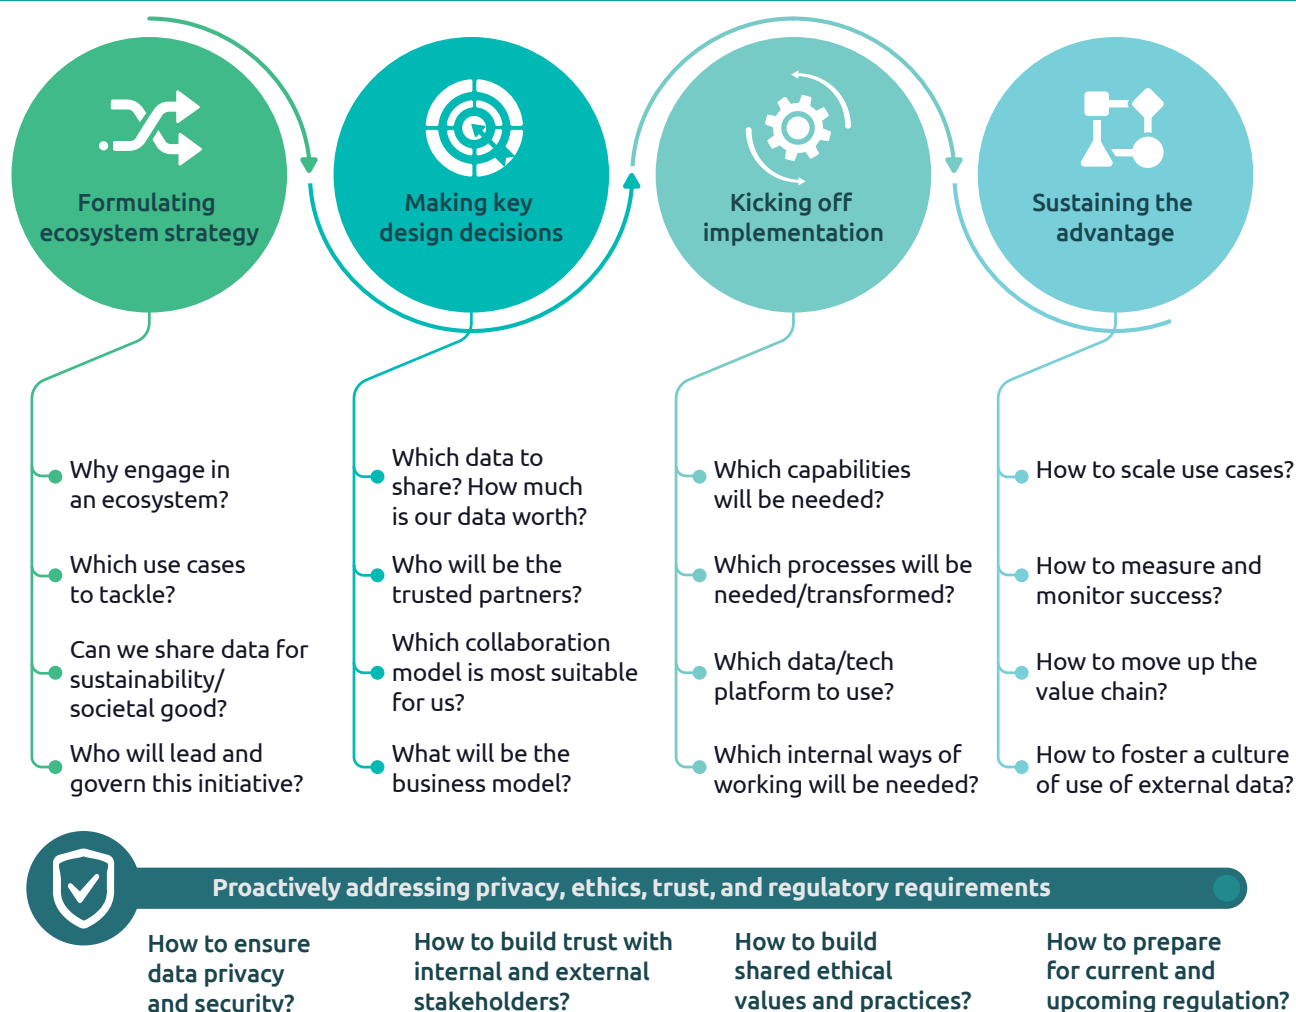 Formulating
ecosystem strategy
Why engage in
an ecosystem?
Which use cases
to tackle?
Can we share data for
sustainability/
societal good?
Who will lead and
govern this initiative?
Making key
design decisions
Which data to
share? How much
is our data worth?
Who will be the
trusted partners?
Which collaboration
model is most suitable
for us?
What will be the
business model?
Kicking off
implementation
Which capabilities
will be needed?
Which processes will be
needed/transformed?
Which data/tech
platform to use?
Which internal ways of
working will be needed?
Sustaining the
advantage
How to scale use cases?
How to measure and
monitor success?
How to move up the
value chain?
How to foster a culture
of use of external data?
Proactively addressing privacy, ethics, trust, and regulatory requirements
How to ensure
data privacy
and security?
How to build trust with
internal and external
stakeholders?
How to build
shared ethical
values and practices?
How to prepare
for current and
upcoming regulation?